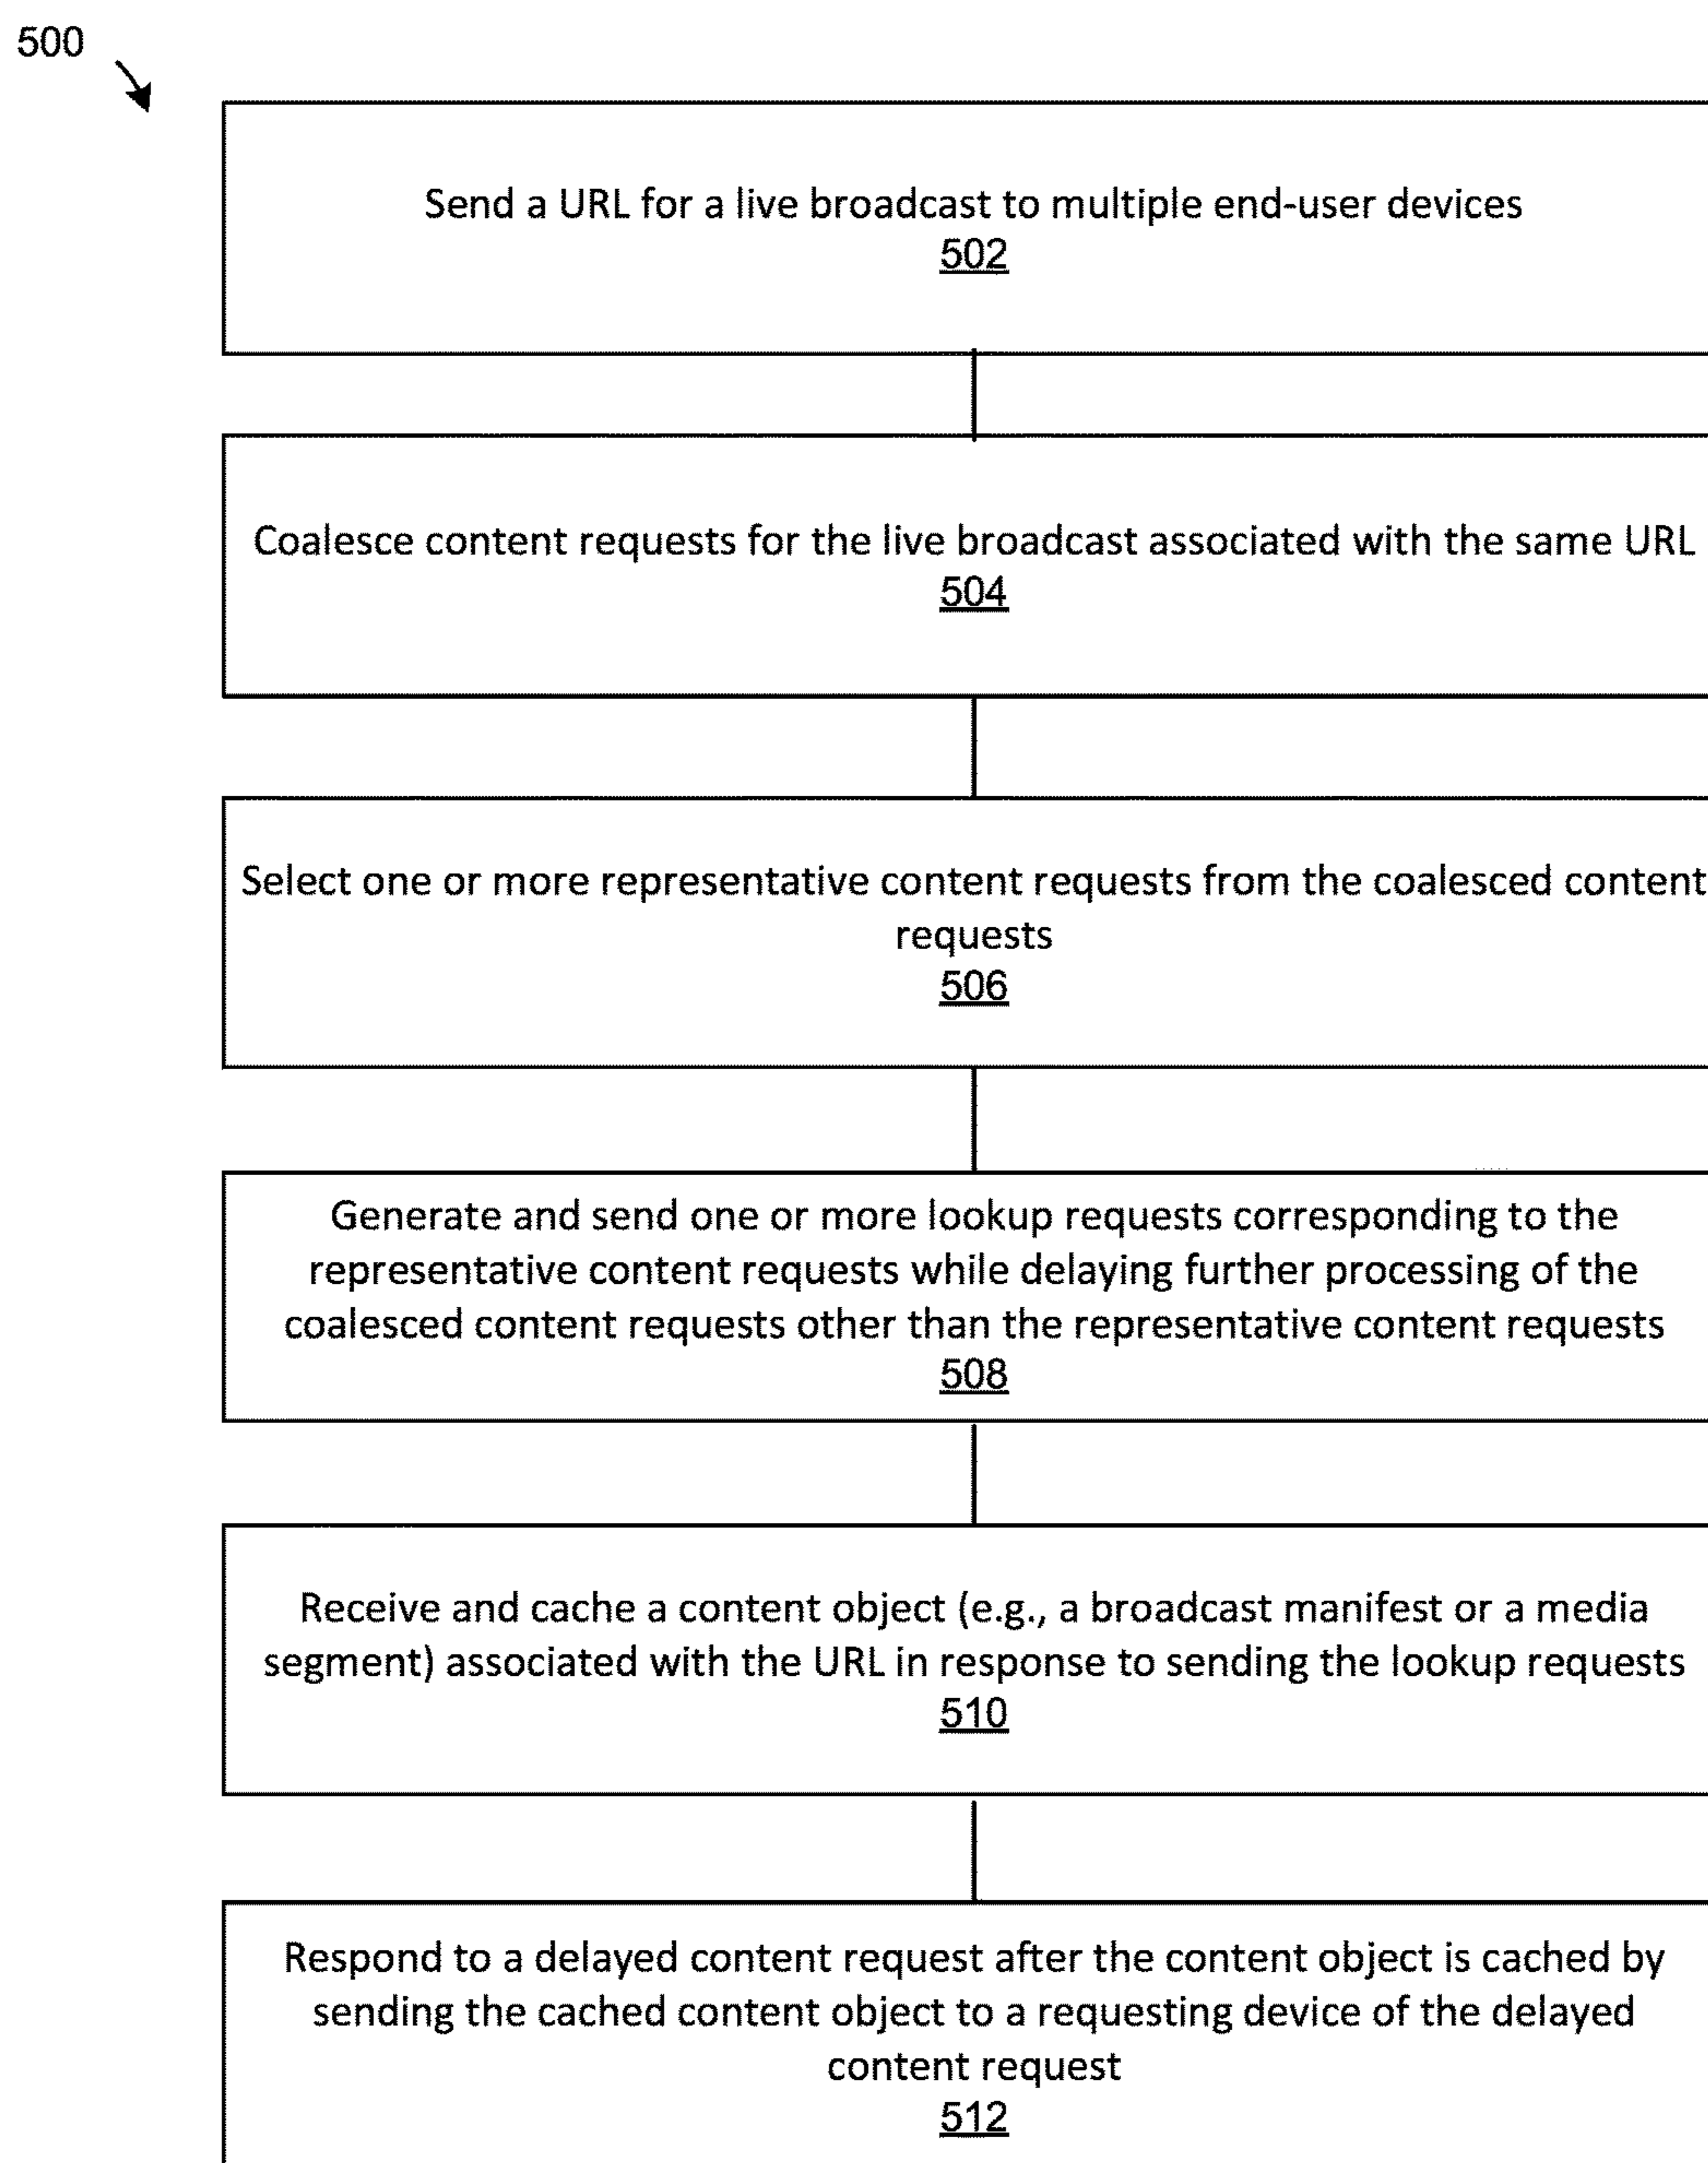 500
Send a URL for a live broadcast to multiple end-user devices
502
Coalesce content requests for the live broadcast associated with the same URL
504
Select one or more representative content requests from the coalesced content
requests
506
Generate and send one or more lookup requests corresponding to the
representative content requests while delaying further processing of the
coalesced content requests other than the representative content requests
508
Receive and cache a content object (e.g., a broadcast manifest or a media
segment) associated with the URL in response to sending the lookup requests
510
Respond to a delayed content request after the content object is cached by
sending the cached content object to a requesting device of the delayed
content request
512